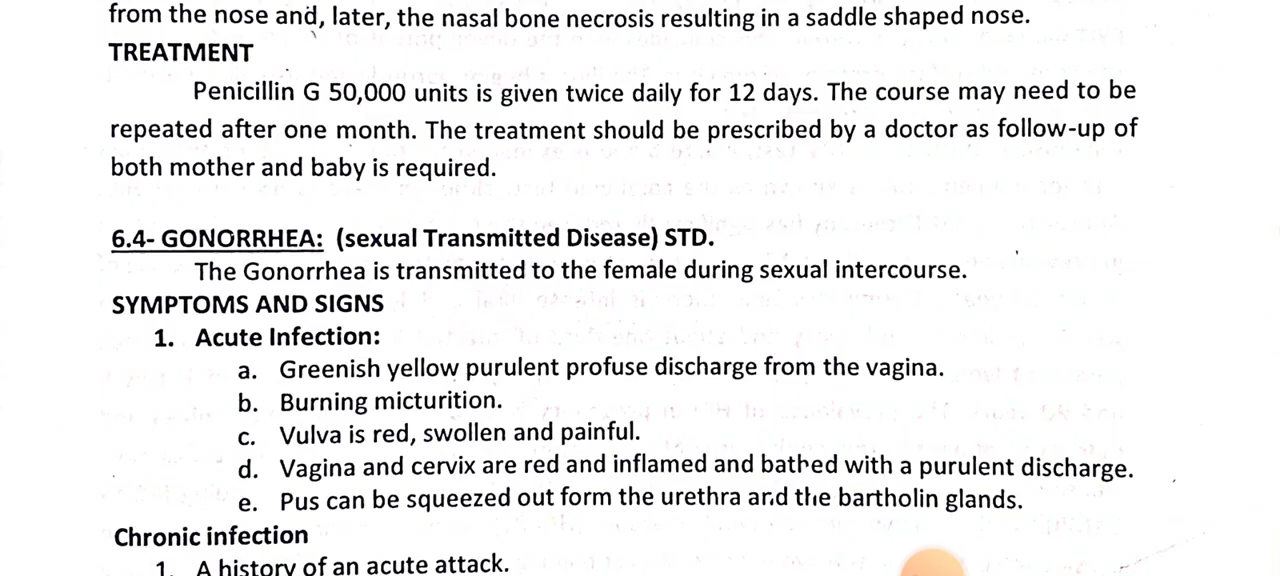 from the nose and, later, the nasal bone necrosis resulting in a saddle shaped nose.
TREATMENT
Penicillin G 50,000 units is given twice daily for 12 days. The course may need to be
repeated after one month. The treatment should be prescribed by a doctor as follow-up of
both mother and baby is required.
6.4- GONORRHEA: (sexual Transmitted Disease) STD.
The Gonorrhea is transmitted to the female during sexual intercourse.
SYMPTOMS AND SIGNS
1. Acute Infection:
a. Greenish yellow purulent profuse discharge from the vagina.
b. Burning micturition.
c. Vulva is red, swollen and painful.
d. Vagina and cervix are red and inflamed and bathed with a purulent discharge.
e. Pus can be squeezed out form the urethra and the bartholin glands.
Chronic infection
1. A history of an acute attack.